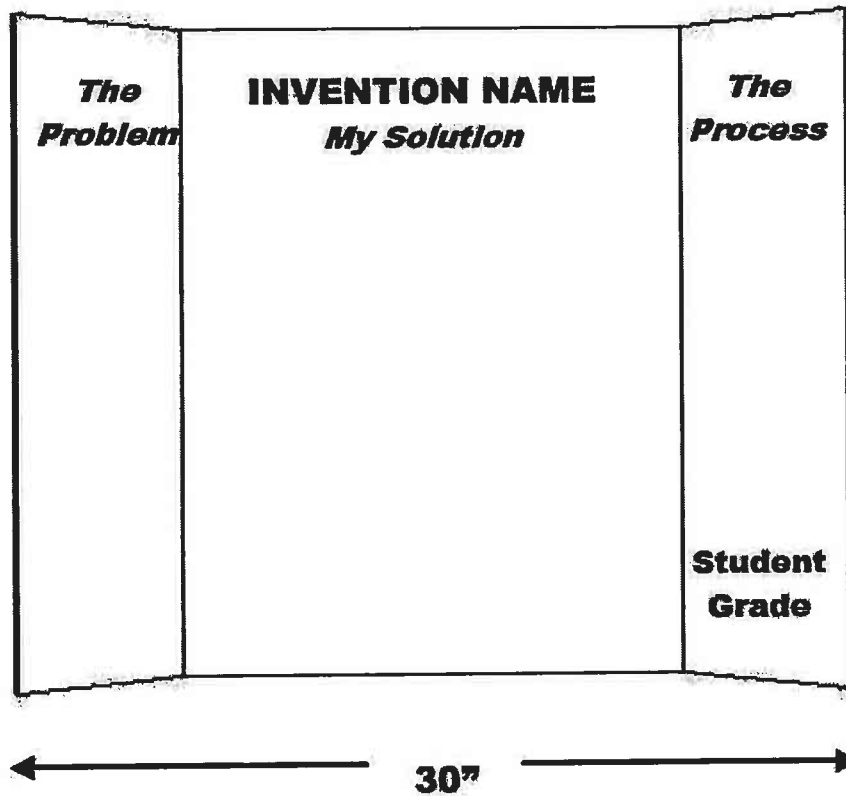 The
Problem
INVENTION NAME
My Solution
The
Process
Student
Grade
30"